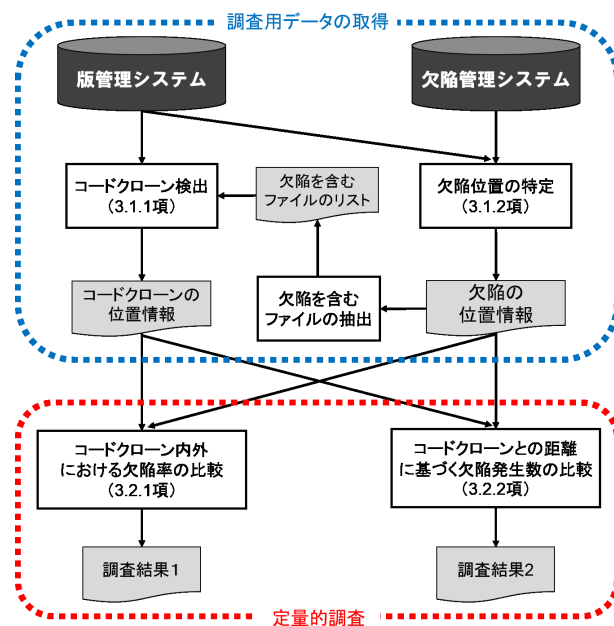 調査用データの取得
版管理システム
欠陥管理システム
コードクローン検出
(3.1.1項)
欠陥を含む
ファイルのリスト
欠陥位置の特定
(3.1.2項)
コードクローンの
位置情報
欠陥を含む
ファイルの抽出
欠陥の
位置情報
コードクローン内外
における欠陥率の比較
(3.2.1項)
コードクローンとの距離
に基づく欠陥発生数の比較
(3.2.2項)
調査結果1
調査結果2
定量的調査